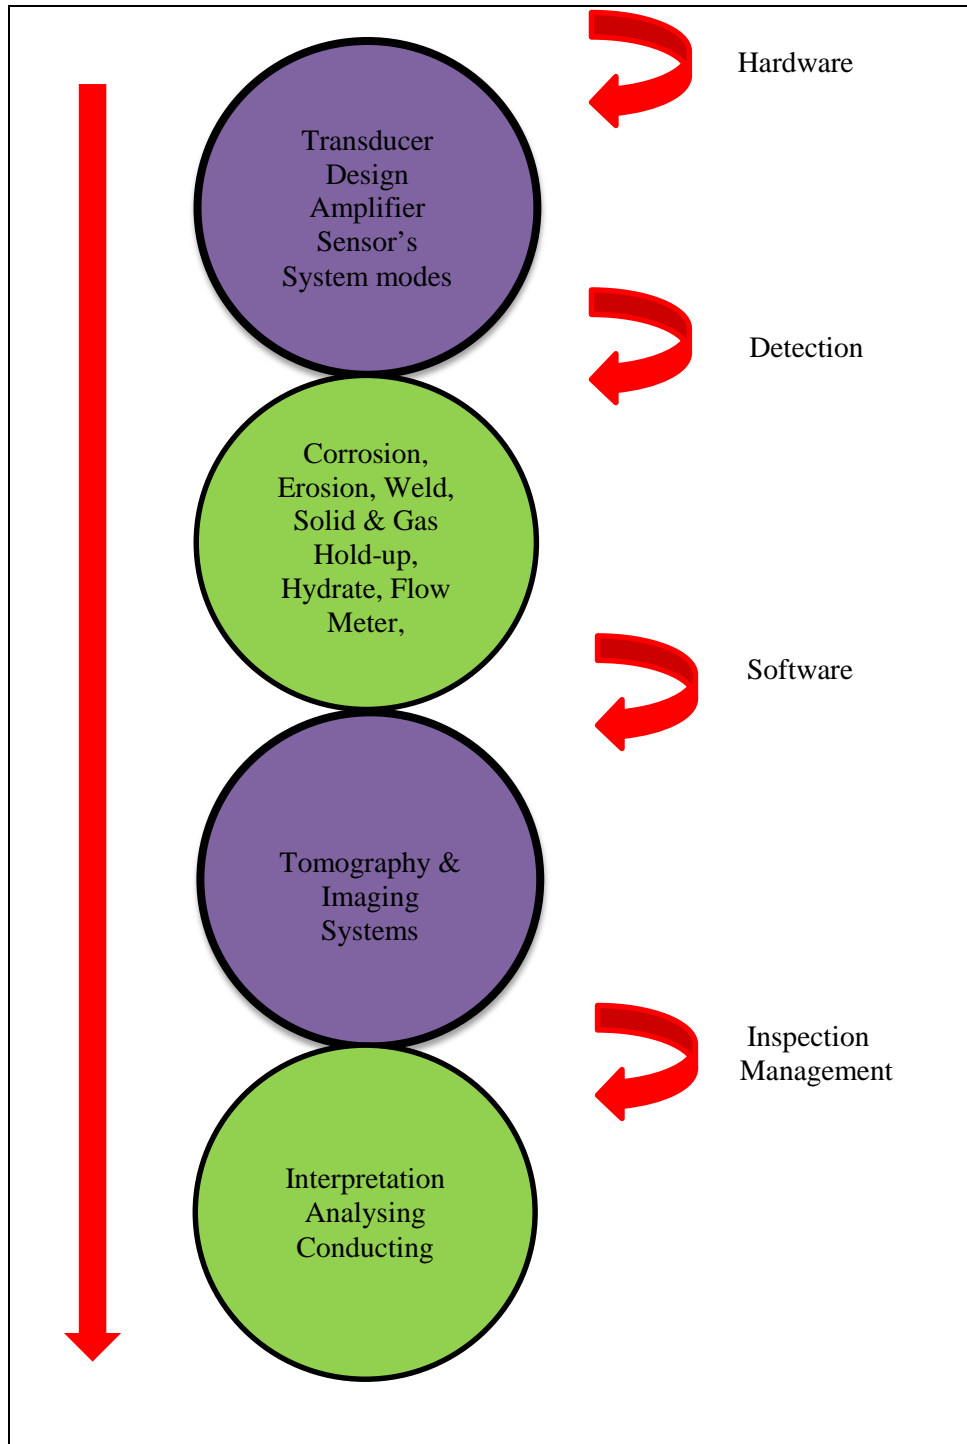 Hardware
Transducer
Design
Amplifier
Sensor’s
System modes
Detection
Corrosion,
Erosion, Weld,
Solid & Gas
Hold-up,
Hydrate, Flow
Meter,
Software
Tomography &
Imaging
Systems
Inspection
Management
Interpretation
Analysing
Conducting